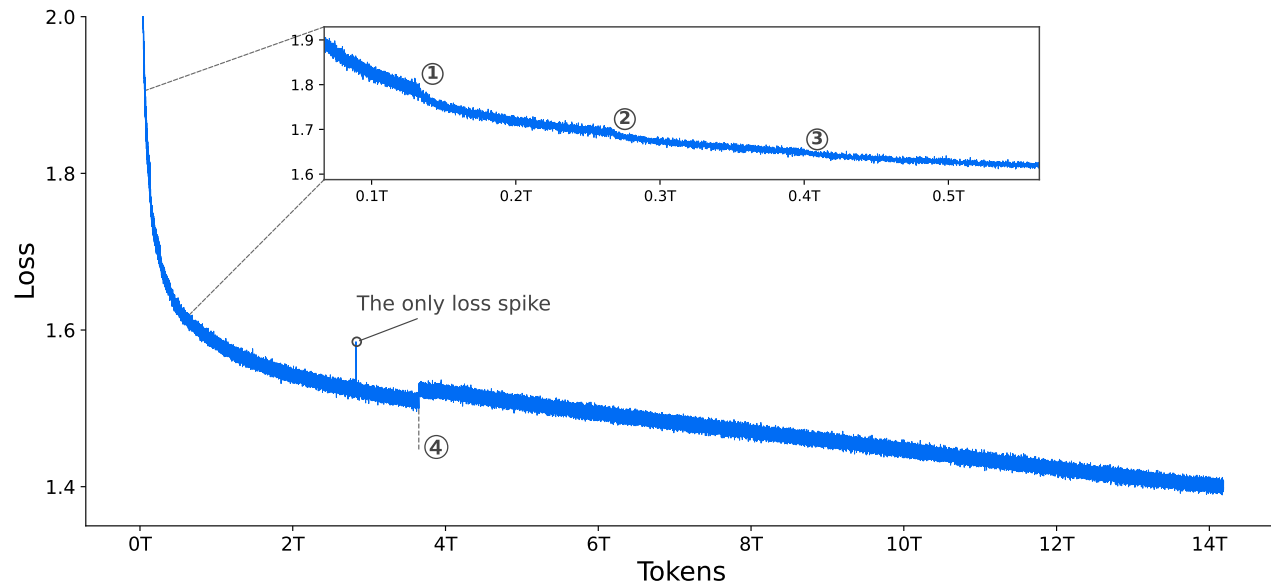 2.0
1.8
1.6
1.4
Loss
1.9
1.8
1.7
1.6
0.1T
0.2T
0.3T
0.4T
0.5T
①
②
③
The only loss spike
④
0T
2T
4T
6T
8T
10T
12T
14T
Tokens